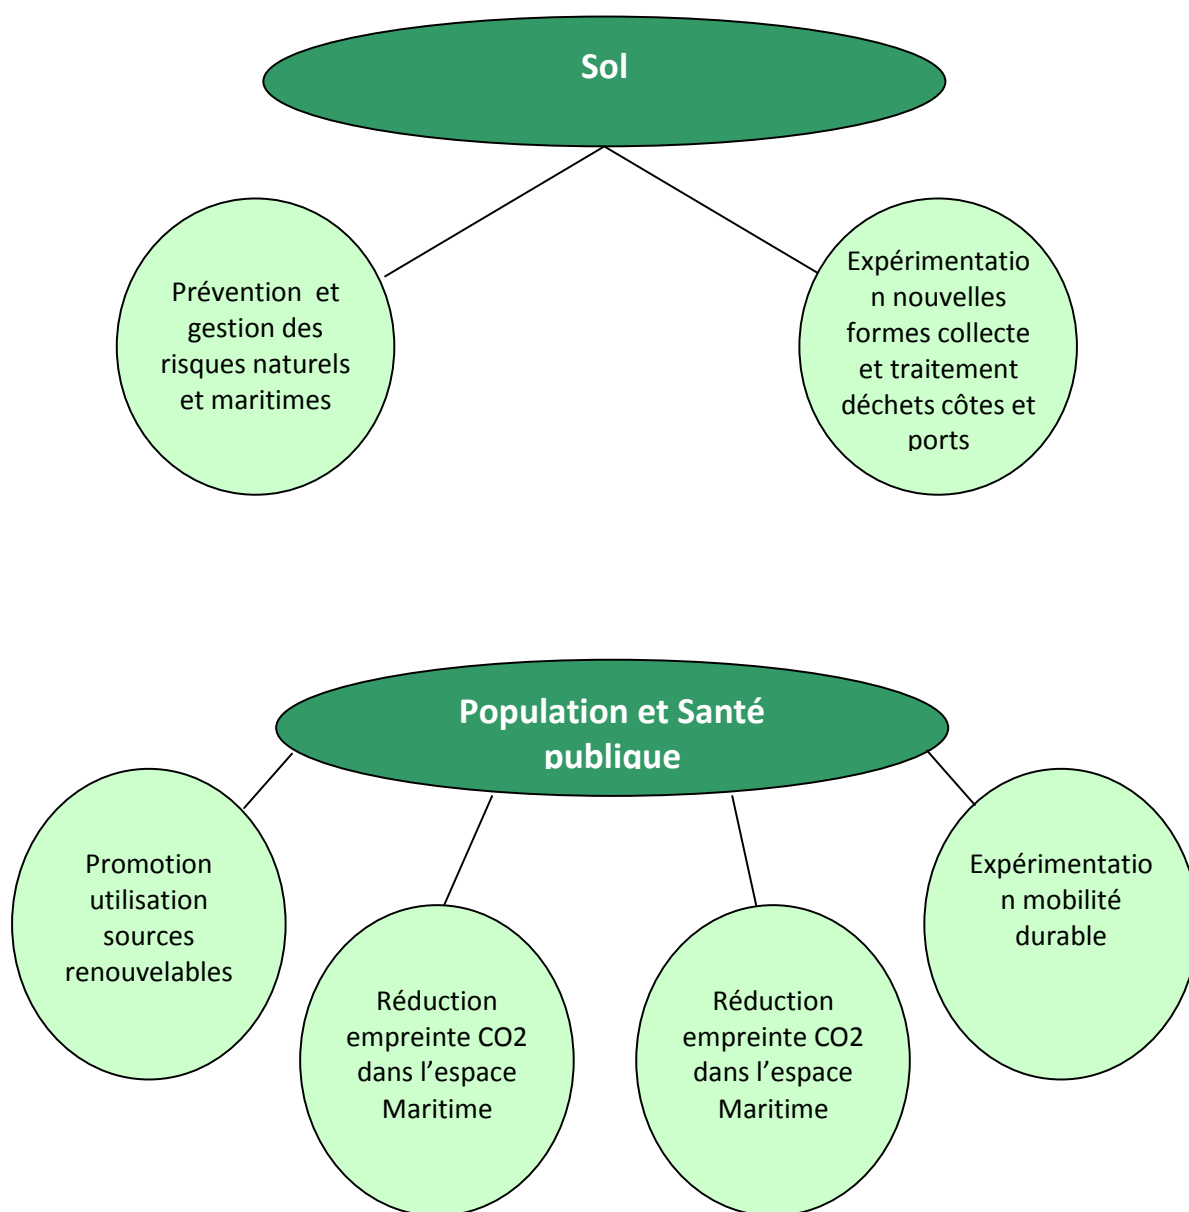 Sol
Prévention et
gestion des
risques naturels
et maritimes
Expérimentatio
n nouvelles
formes collecte
et traitement
déchets côtes et
ports
Population et Santé
publique
Promotion
utilisation
sources
renouvelables
Réduction
empreinte CO2
dans l’espace
Maritime
Réduction
empreinte CO2
dans l’espace
Maritime
Expérimentatio
n mobilité
durable